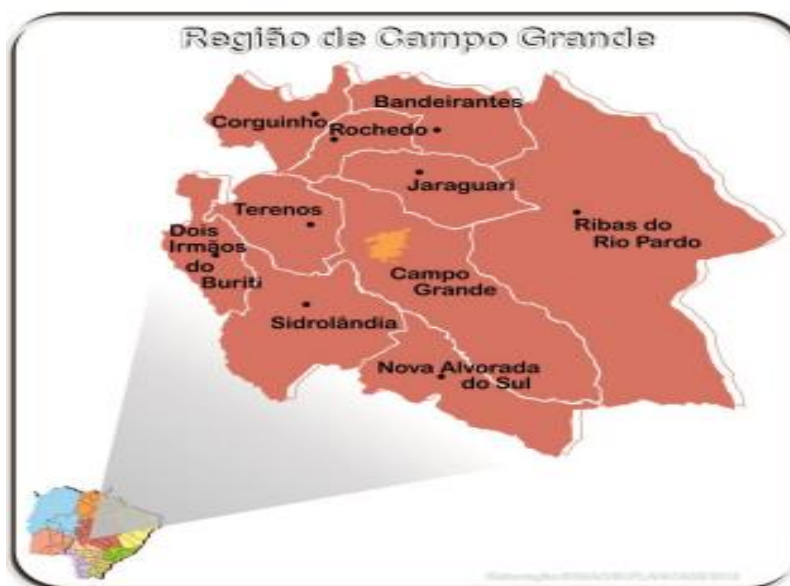 Região de Campo Grande
Bandeirantes
Corguinho
Rochedo
Jaraguari
Terenos
Ribas do
Rio Pardo
Dois
Irmãos
do
Buriti
Campo
Grande
Sidrolândia
Nova Alvorada
do Sul